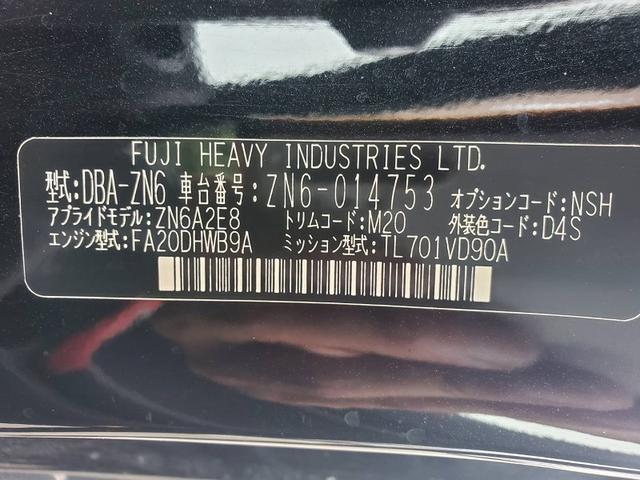 FUJI HEAVY INDUSTRIES LTD.
型式:DBA-ZN6 車台番号:ZN6-014753 オプションコード:NSH
アプライドモデル:ZN6A2E8 トリムコード:M20 外装色コード:D4S
エンジン型式:FA20DHWB9A ミッション型式:TL701VD90A